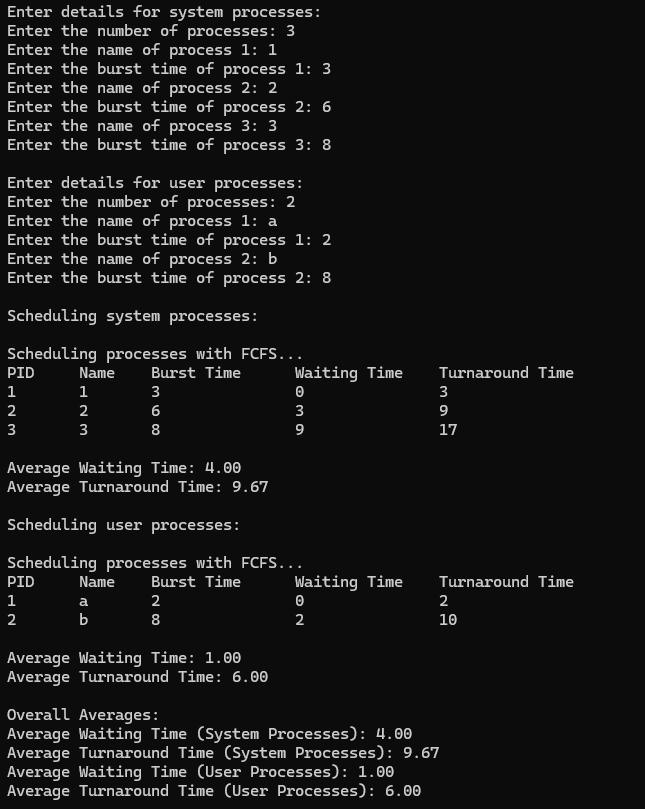 Enter details for system processes:
Enter the number of processes: 3
Enter the name of process 1: 1
Enter the burst time of process 1: 3
Enter the name of process 2: 2
Enter the burst time of process 2: 6
Enter the name of process 3: 3
Enter the burst time of process 3: 8

Enter details for user processes:
Enter the number of processes: 2
Enter the name of process 1: a
Enter the burst time of process 1: 2
Enter the name of process 2: b
Enter the burst time of process 2: 8

Scheduling system processes:

Scheduling processes with FCFS...
PID     Name    Burst Time      Waiting Time    Turnaround Time
1       1       3               0               3
2       2       6               3               9
3       3       8               9               17

Average Waiting Time: 4.00
Average Turnaround Time: 9.67

Scheduling user processes:

Scheduling processes with FCFS...
PID     Name    Burst Time      Waiting Time    Turnaround Time
1       a       2               0               2
2       b       8               2               10

Average Waiting Time: 1.00
Average Turnaround Time: 6.00

Overall Averages:
Average Waiting Time (System Processes): 4.00
Average Turnaround Time (System Processes): 9.67
Average Waiting Time (User Processes): 1.00
Average Turnaround Time (User Processes): 6.00